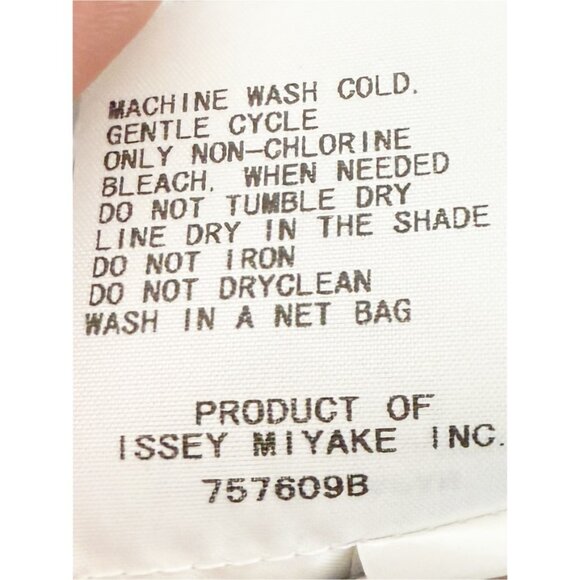 MACHINE WASH COLD.
GENTLE CYCLE
ONLY NON-CHLORINE
BLEACH. WHEN NEEDED
DO NOT TUMBLE DRY
LINE DRY IN THE SHADE
DO NOT IRON
DO NOT DRYCLEAN
WASH IN A NET BAG
PRODUCT OF
ISSEY MIYAKE INC.
757609B